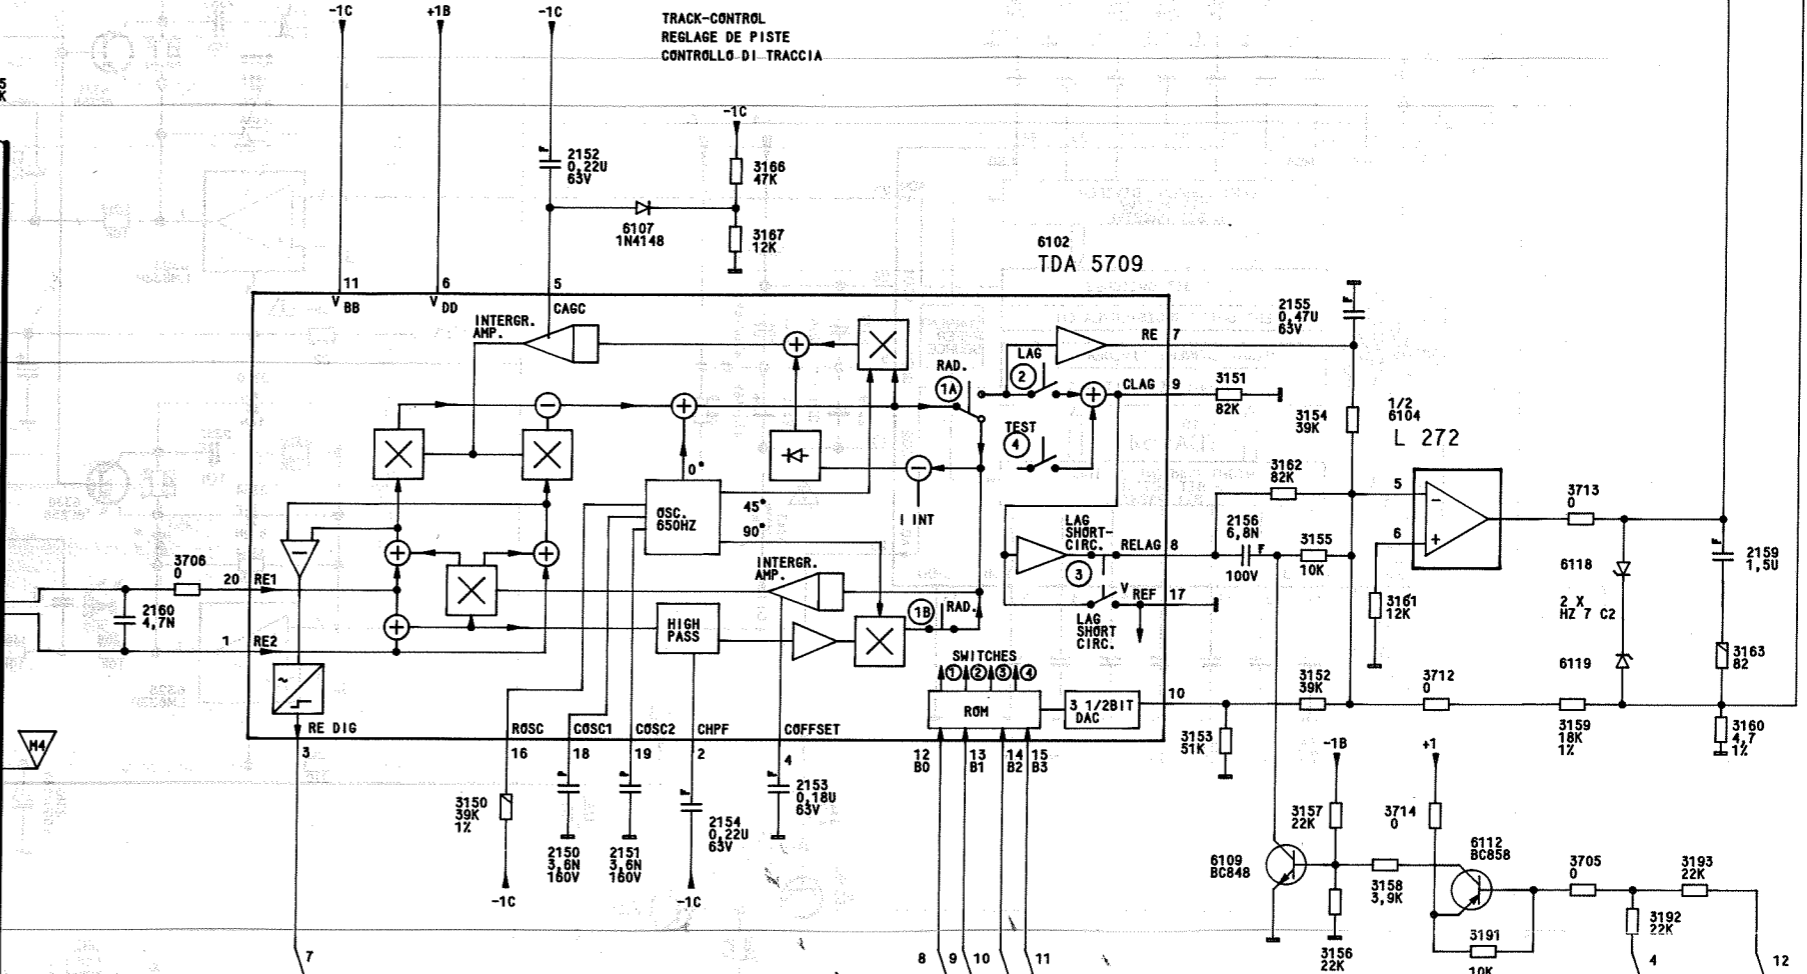 -1C
+1B
-1C
TRACK-CONTROL
REGLAGE DE PISTE
CONTROLLO DI TRACCIA
5
K
-1C
F
2152
0,22U
63V
3166
47K
6107
1N4148
3167
12K
6102
TDA 5709
11
6
5
V BB
V DD
CAGC
INTERGR.
AMP.
2155
0,47U
63V
F
RE 7
RAD.
1A
LAG
2
CLAG 9
3151
82K
TEST
4
3154
39K
1/2
6104
L 272
0°
OSC.
650HZ
45°
90°
I INT
3162
82K
5
6
3713
0
LAG
SHORT-
CIRC.
3
RELAG 8
2156
6,8N
F
100V
3155
10K
V REF 17
LAG
SHORT
CIRC.
3161
12K
6118
2 X
HZ 7 C2
6119
F
2159
1,5U
3163
82
3706
0
20 RE1
2160
4,7N
1 RE2
INTERGR.
AMP.
HIGH
PASS
1B
RAD.
SWITCHES
1 2 3 4
ROM
3 1/2BIT
DAC
10
3152
39K
3712
0
3153
51K
3159
18K
1%
3160
4,7
1%
M4
RE DIG
3
ROSC
16
COSC1
18
COSC2
19
CHPF
2
COFFSET
4
12
B0
13
B1
14
B2
15
B3
3150
39K
1%
-1C
F
2150
3,6N
160V
F
2151
3,6N
160V
F
2154
0,22U
63V
-1C
F
2153
0,18U
63V
-1B
+1
3157
22K
3714
0
6109
BC848
3158
3,9K
6112
BC858
3705
0
3193
22K
3156
22K
3191
10K
3192
22K
7
8
9
10
11
4
12